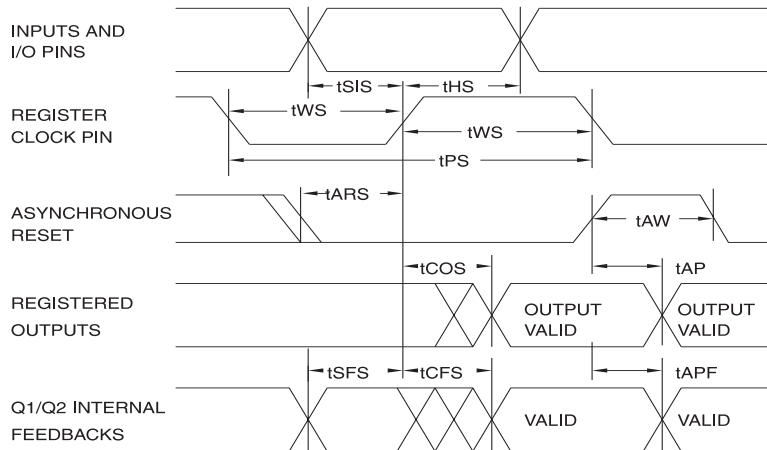 INPUTS AND
I/O PINS
tSIS
tHS
REGISTER
CLOCK PIN
tWS
tWS
tPS
ASYNCHRONOUS
RESET
tARS
tAW
tCOS
tAP
REGISTERED
OUTPUTS
OUTPUT
VALID
OUTPUT
VALID
tSFS
tCFS
tAPF
Q1/Q2 INTERNAL
FEEDBACKS
VALID
VALID